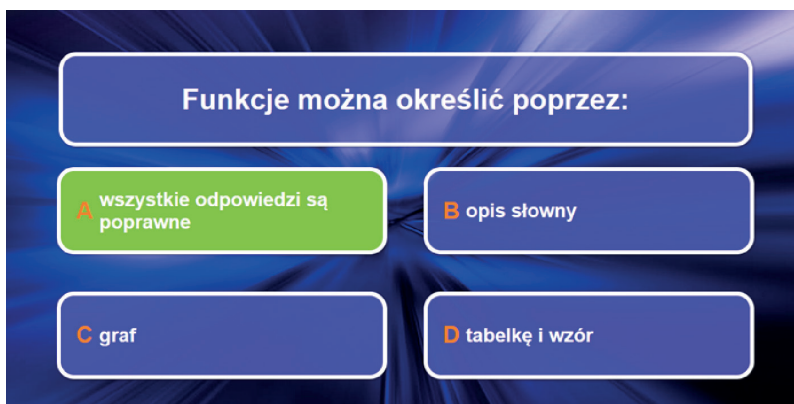 Funkcje można określić poprzez:
A wszystkie odpowiedzi są
poprawne
B opis słowny
C graf
D tabelkę i wzór